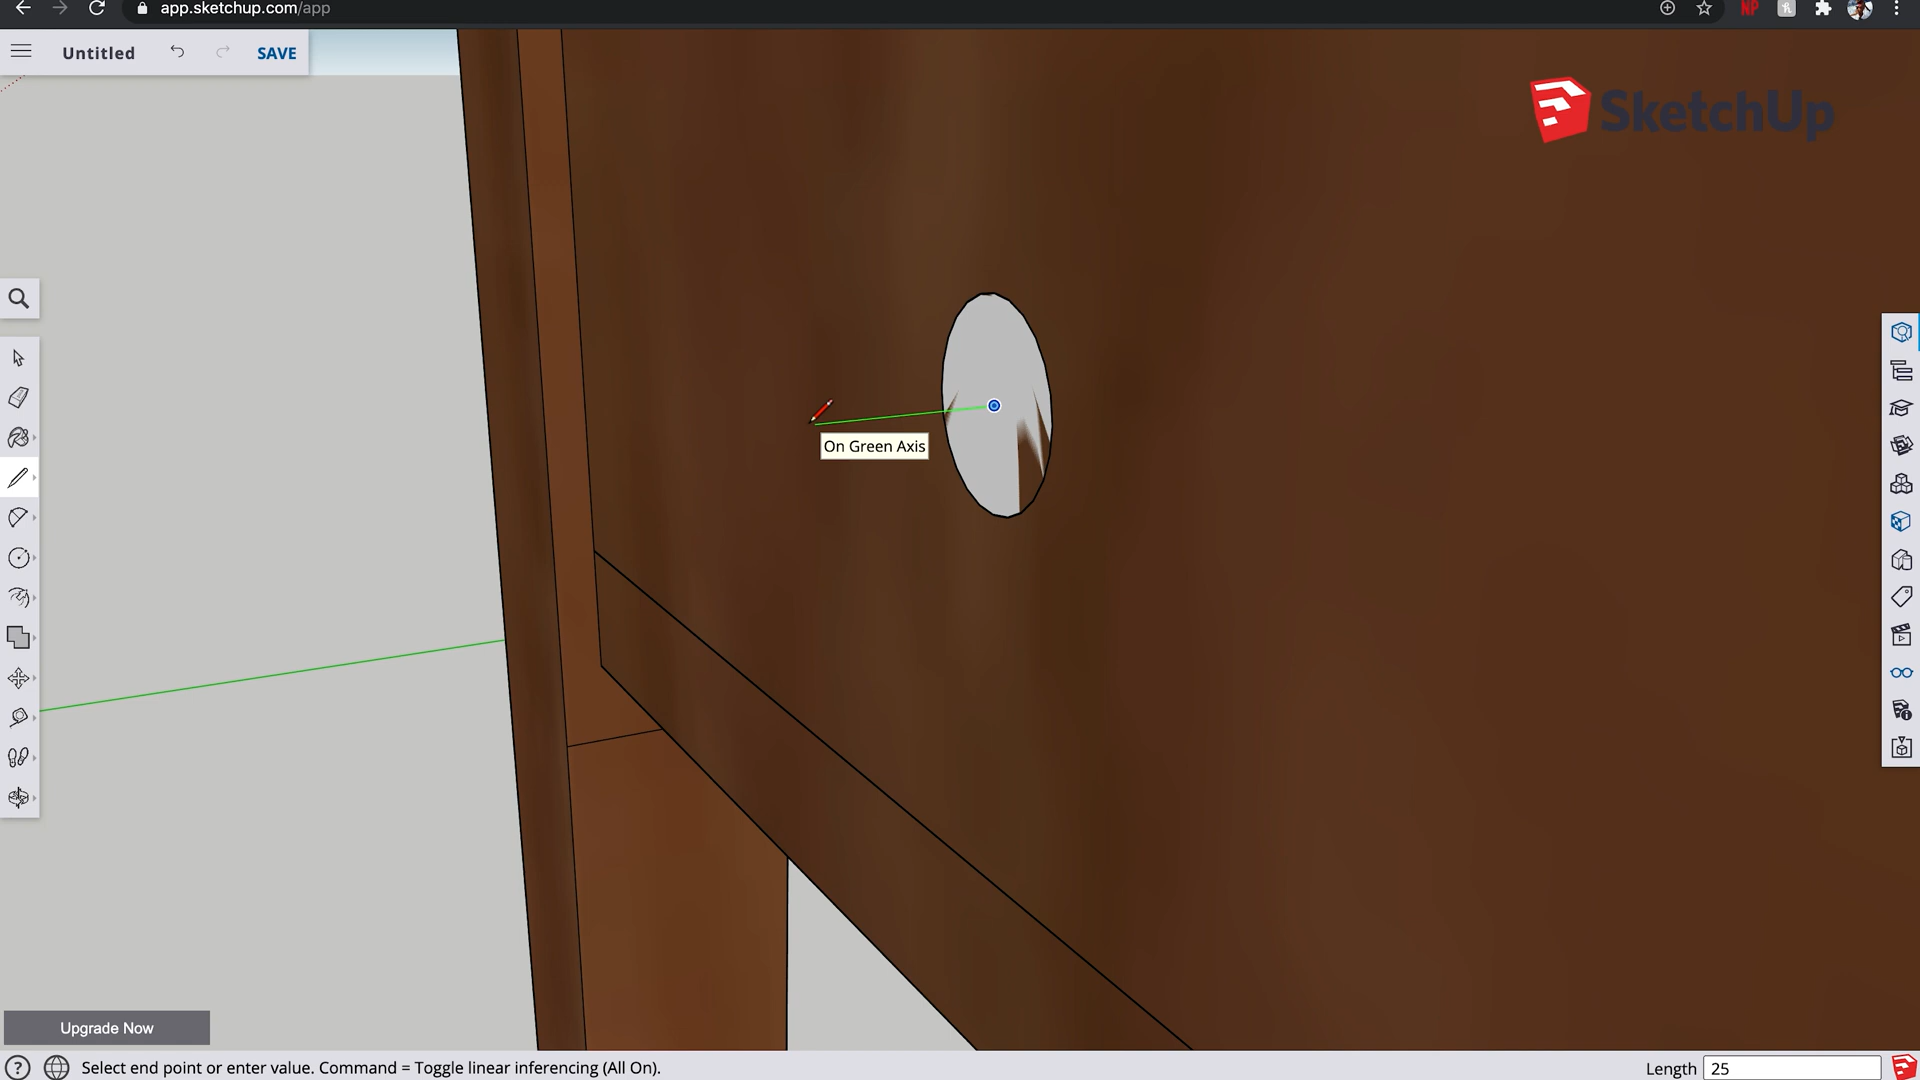 app.sketchup.com/app
NP
Untitled
SAVE
SketchUp
On Green Axis
Upgrade Now
? Select end point or enter value. Command = Toggle linear inferencing (All On).
Length 25